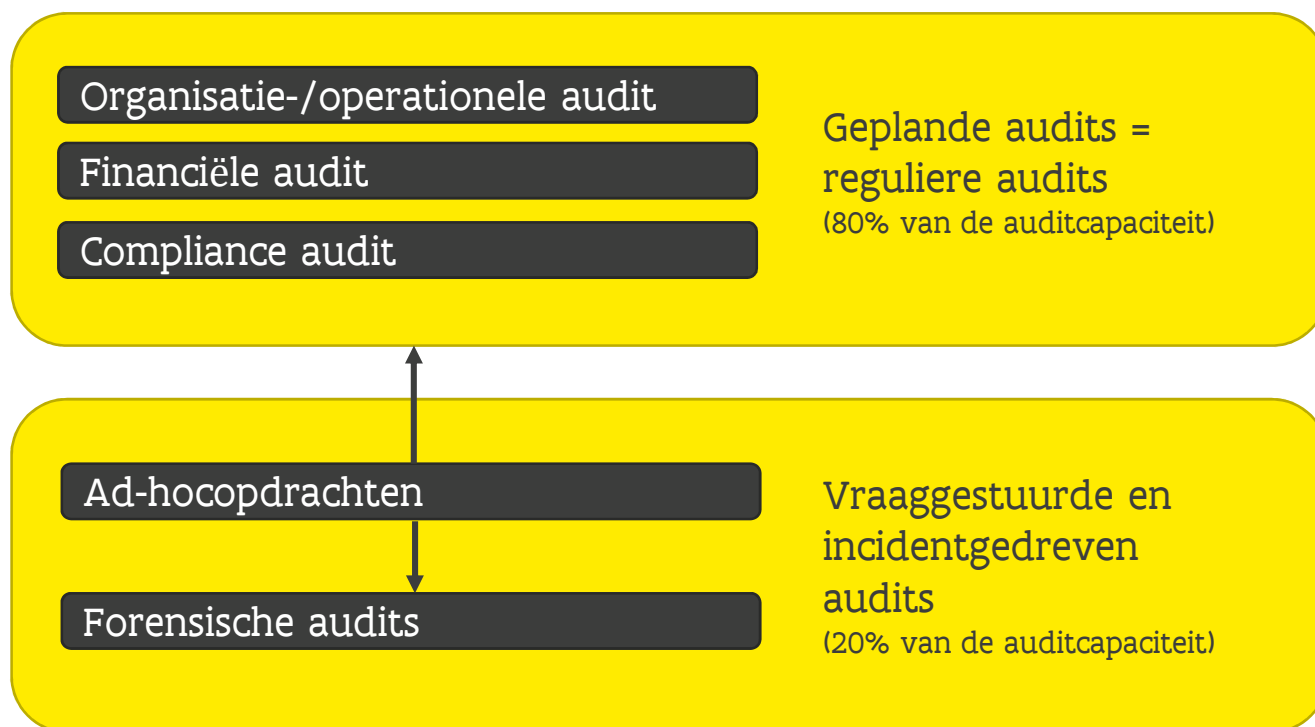 Organisatie-/operationele audit
Financiële audit
Compliance audit
Geplande audits =
reguliere audits
(80% van de auditcapaciteit)
Ad-hocopdrachten
Forensische audits
Vraaggestuurde en
incidentgedreven
audits
(20% van de auditcapaciteit)